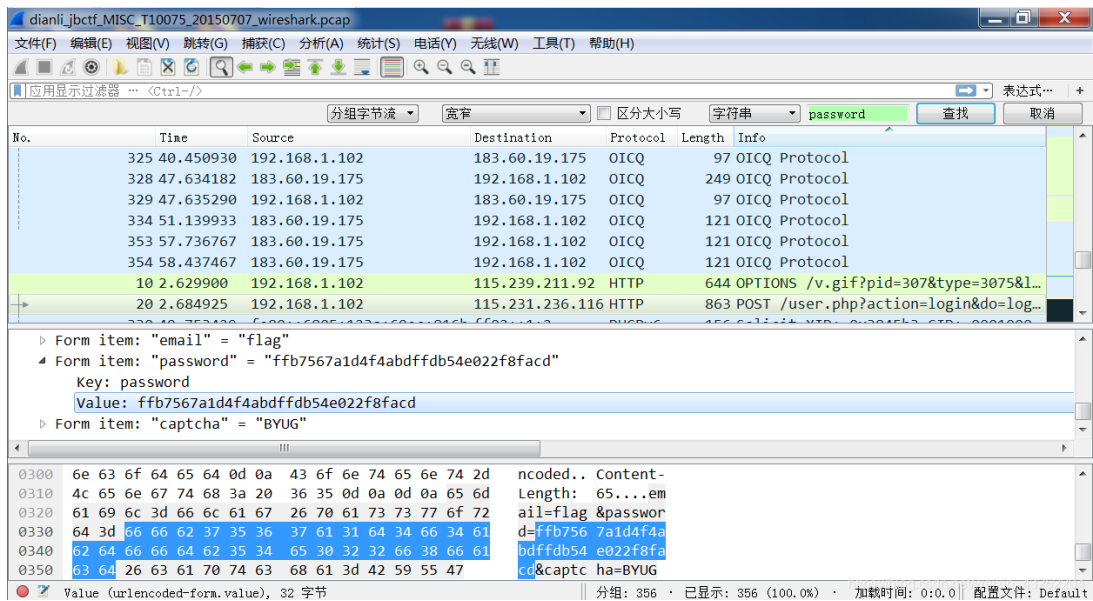 dianli_jbctf_MISC_T10075_20150707_wireshark.pcap
文件(F) 编辑(E) 视图(V) 跳转(G) 捕获(C) 分析(A) 统计(S) 电话(Y) 无线(W) 工具(T) 帮助(H)
应用显示过滤器 … <Ctrl-/> 表达式… +
分组字节流 宽窄 区分大小写 字符串 password 查找 取消
No. Time Source Destination Protocol Length Info
325 40.450930 192.168.1.102 183.60.19.175 OICQ 97 OICQ Protocol
328 47.634182 183.60.19.175 192.168.1.102 OICQ 249 OICQ Protocol
329 47.635290 192.168.1.102 183.60.19.175 OICQ 97 OICQ Protocol
334 51.139933 183.60.19.175 192.168.1.102 OICQ 121 OICQ Protocol
353 57.736767 183.60.19.175 192.168.1.102 OICQ 121 OICQ Protocol
354 58.437467 183.60.19.175 192.168.1.102 OICQ 121 OICQ Protocol
10 2.629900 192.168.1.102 115.239.211.92 HTTP 644 OPTIONS /v.gif?pid=307&type=3075&l…
20 2.684925 192.168.1.102 115.231.236.116 HTTP 863 POST /user.php?action=login&do=log…
Form item: "email" = "flag"
Form item: "password" = "ffb7567a1d4f4abdffdb54e022f8facd"
Key: password
Value: ffb7567a1d4f4abdffdb54e022f8facd
Form item: "captcha" = "BYUG"
0300 6e 63 6f 64 65 64 0d 0a 43 6f 6e 74 65 6e 74 2d ncoded.. Content-
0310 4c 65 6e 67 74 68 3a 20 36 35 0d 0a 0d 0a 65 6d Length: 65....em
0320 61 69 6c 3d 66 6c 61 67 26 70 61 73 73 77 6f 72 ail=flag &passwor
0330 64 3d 66 66 62 37 35 36 37 61 31 64 34 66 34 61 d=ffb756 7a1d4f4a
0340 62 64 66 66 64 62 35 34 65 30 32 32 66 38 66 61 bdffdb54 e022f8fa
0350 63 64 26 63 61 70 74 63 68 61 3d 42 59 55 47 cd&captc ha=BYUG
Value (urlencoded-form.value), 32 字节 分组: 356 · 已显示: 356 (100.0%) · 加载时间: 0:0.0 配置文件: Default